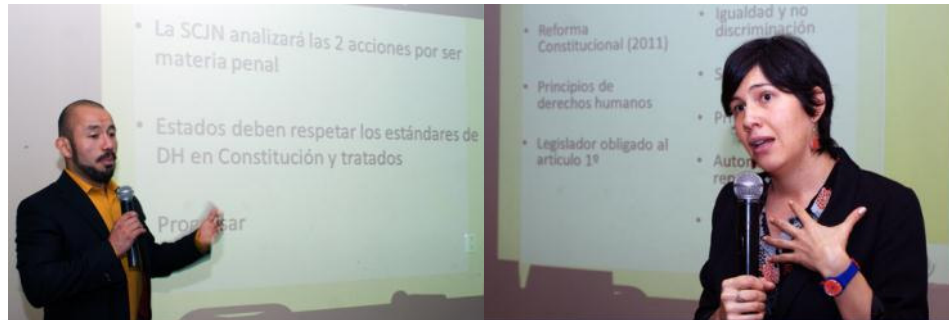 • La SCJN analizará las 2 acciones por ser
materia penal
• Estados deben respetar los estándares de
DH en Constitución y tratados
• Reforma
Constitucional (2011)
• Principios de
derechos humanos
• Legislador obligado al
artículo 1º
• Igualdad y no
discriminación